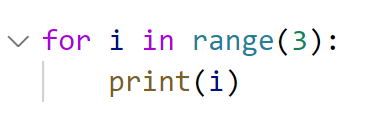 for i in range(3):
    print(i)